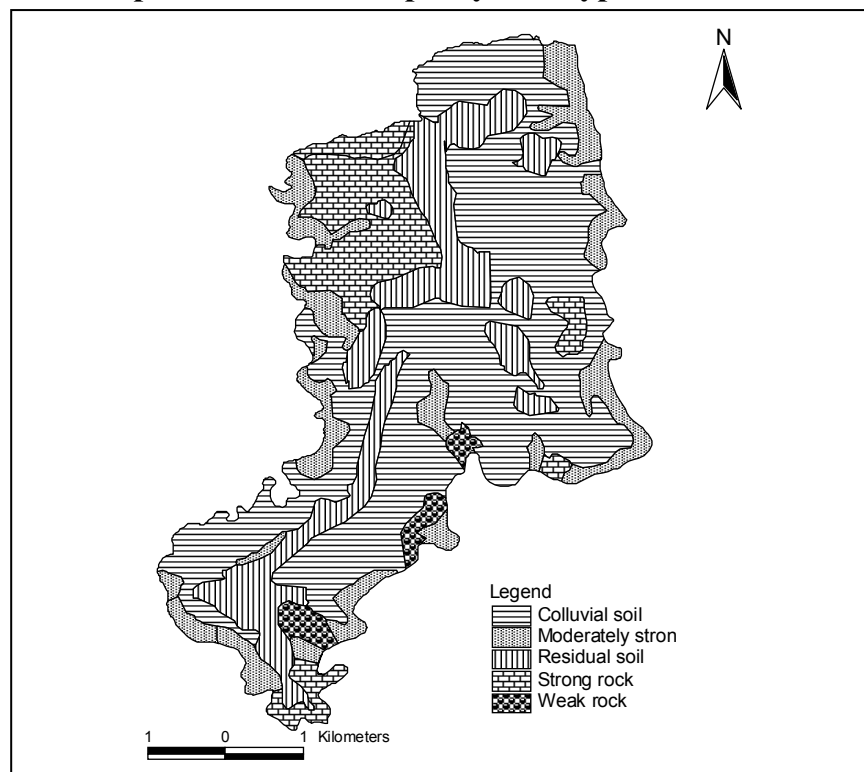 N
Legend
Colluvial soil
Moderately stron
Residual soil
Strong rock
Weak rock
1 0 1 Kilometers